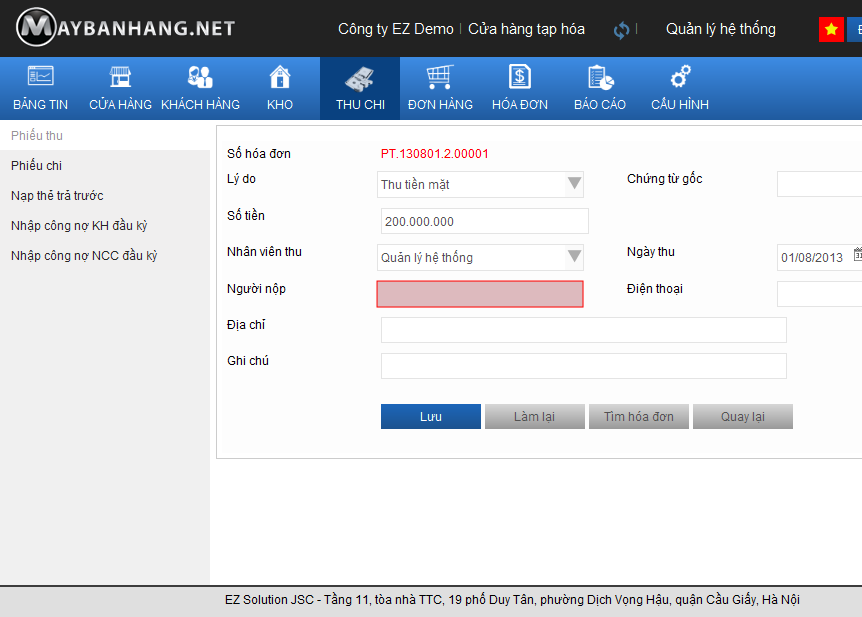 MAYBANHANG.NET
Công ty EZ Demo | Cửa hàng tạp hóa | Quản lý hệ thống
BẢNG TIN CỬA HÀNG KHÁCH HÀNG KHO THU CHI ĐƠN HÀNG HÓA ĐƠN BÁO CÁO CẤU HÌNH
Phiếu thu
Phiếu chi
Nạp thẻ trả trước
Nhập công nợ KH đầu kỳ
Nhập công nợ NCC đầu kỳ
Số hóa đơn PT.130801.2.00001
Lý do Thu tiền mặt Chứng từ gốc
Số tiền 200.000.000
Nhân viên thu Quản lý hệ thống Ngày thu 01/08/2013
Người nộp Điện thoại
Địa chỉ
Ghi chú
Lưu Làm lại Tìm hóa đơn Quay lại
EZ Solution JSC - Tầng 11, tòa nhà TTC, 19 phố Duy Tân, phường Dịch Vọng Hậu, quận Cầu Giấy, Hà Nội